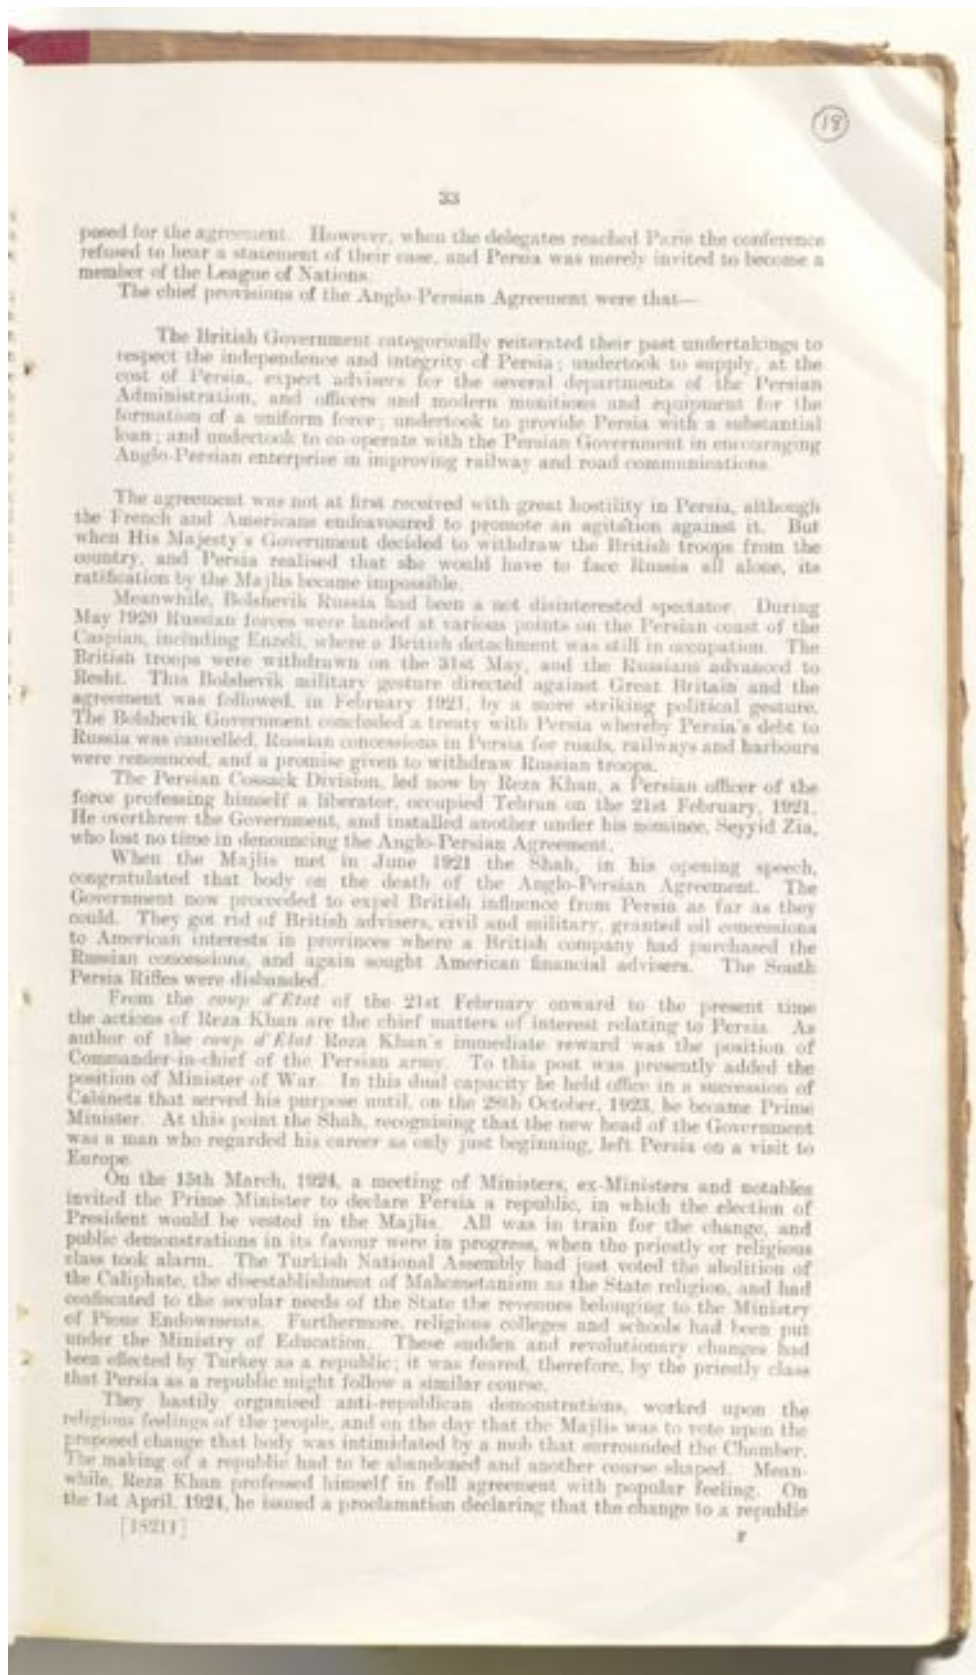 18
33
posed for the agreement. However, when the delegates reached Paris the conference
refused to hear a statement of their case, and Persia was merely invited to become a
member of the League of Nations.
The chief provisions of the Anglo-Persian Agreement were that—
The British Government categorically reiterated their past undertakings to
respect the independence and integrity of Persia; undertook to supply, at the
cost of Persia, expert advisers for the several departments of the Persian
Administration, and officers and modern munitions and equipment for the
formation of a uniform force; undertook to provide Persia with a substantial
loan; and undertook to co-operate with the Persian Government in encouraging
Anglo-Persian enterprise in improving railway and road communications.
The agreement was not at first received with great hostility in Persia, although
the French and Americans endeavoured to promote an agitation against it. But
when His Majesty's Government decided to withdraw the British troops from the
country, and Persia realised that she would have to face Russia all alone, its
ratification by the Majlis became impossible.
Meanwhile, Bolshevik Russia had been a not disinterested spectator. During
May 1920 Russian forces were landed at various points on the Persian coast of the
Caspian, including Enzeli, where a British detachment was still in occupation. The
British troops were withdrawn on the 31st May, and the Russians advanced to
Resht. This Bolshevik military gesture directed against Great Britain and the
agreement was followed, in February 1921, by a more striking political gesture.
The Bolshevik Government concluded a treaty with Persia whereby Persia's debt to
Russia was cancelled, Russian concessions in Persia for roads, railways and harbours
were renounced, and a promise given to withdraw Russian troops.
The Persian Cossack Division, led now by Reza Khan, a Persian officer of the
force professing himself a liberator, occupied Tehran on the 21st February, 1921.
He overthrew the Government, and installed another under his nominee, Seyyid Zia,
who lost no time in denouncing the Anglo-Persian Agreement.
When the Majlis met in June 1921 the Shah, in his opening speech,
congratulated that body on the death of the Anglo-Persian Agreement. The
Government now proceeded to expel British influence from Persia as far as they
could. They got rid of British advisers, civil and military, granted oil concessions
to American interests in provinces where a British company had purchased the
Russian concessions, and again sought American financial advisers. The South
Persia Rifles were disbanded.
From the coup d'Etat of the 21st February onward to the present time
the actions of Reza Khan are the chief matters of interest relating to Persia. As
author of the coup d'Etat Reza Khan's immediate reward was the position of
Commander-in-chief of the Persian army. To this post was presently added the
position of Minister of War. In this dual capacity he held office in a succession of
Cabinets that served his purpose until, on the 28th October, 1923, he became Prime
Minister. At this point the Shah, recognising that the new head of the Government
was a man who regarded his career as only just beginning, left Persia on a visit to
Europe.
On the 15th March, 1924, a meeting of Ministers, ex-Ministers and notables
invited the Prime Minister to declare Persia a republic, in which the election of
President would be vested in the Majlis. All was in train for the change, and
public demonstrations in its favour were in progress, when the priestly or religious
class took alarm. The Turkish National Assembly had just voted the abolition of
the Caliphate, the disestablishment of Mahometanism as the State religion, and had
confiscated to the secular needs of the State the revenues belonging to the Ministry
of Pious Endowments. Furthermore, religious colleges and schools had been put
under the Ministry of Education. These sudden and revolutionary changes had
been effected by Turkey as a republic; it was feared, therefore, by the priestly class
that Persia as a republic might follow a similar course.
They hastily organised anti-republican demonstrations, worked upon the
religious feelings of the people, and on the day that the Majlis was to vote upon the
proposed change that body was intimidated by a mob that surrounded the Chamber.
The making of a republic had to be abandoned and another course shaped. Mean-
while, Reza Khan professed himself in full agreement with popular feeling. On
the 1st April, 1924, he issued a proclamation declaring that the change to a republic
[18211]
F